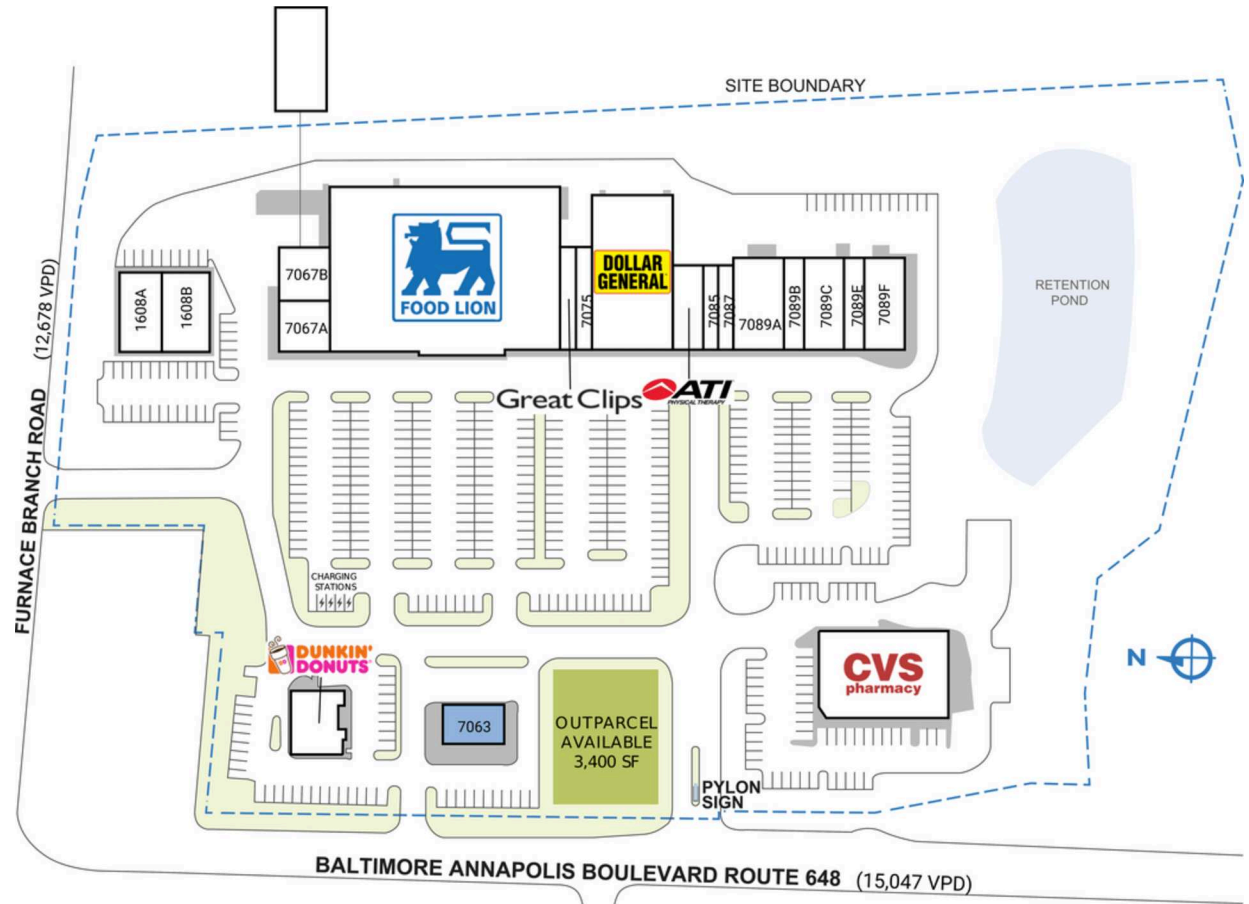 SITE BOUNDARY
FURNACE BRANCH ROAD (12,678 VPD)
1608A
1608B
7067B
7067A
FOOD LION
7075
DOLLAR
GENERAL
7085
7087
7089A
7089B
7089C
7089E
7089F
RETENTION
POND
Great Clips
ATI
PHYSICAL THERAPY
CHARGING
STATIONS
DUNKIN'
DONUTS
DD
7063
OUTPARCEL
AVAILABLE
3,400 SF
PYLON
SIGN
CVS
pharmacy
N
BALTIMORE ANNAPOLIS BOULEVARD ROUTE 648 (15,047 VPD)